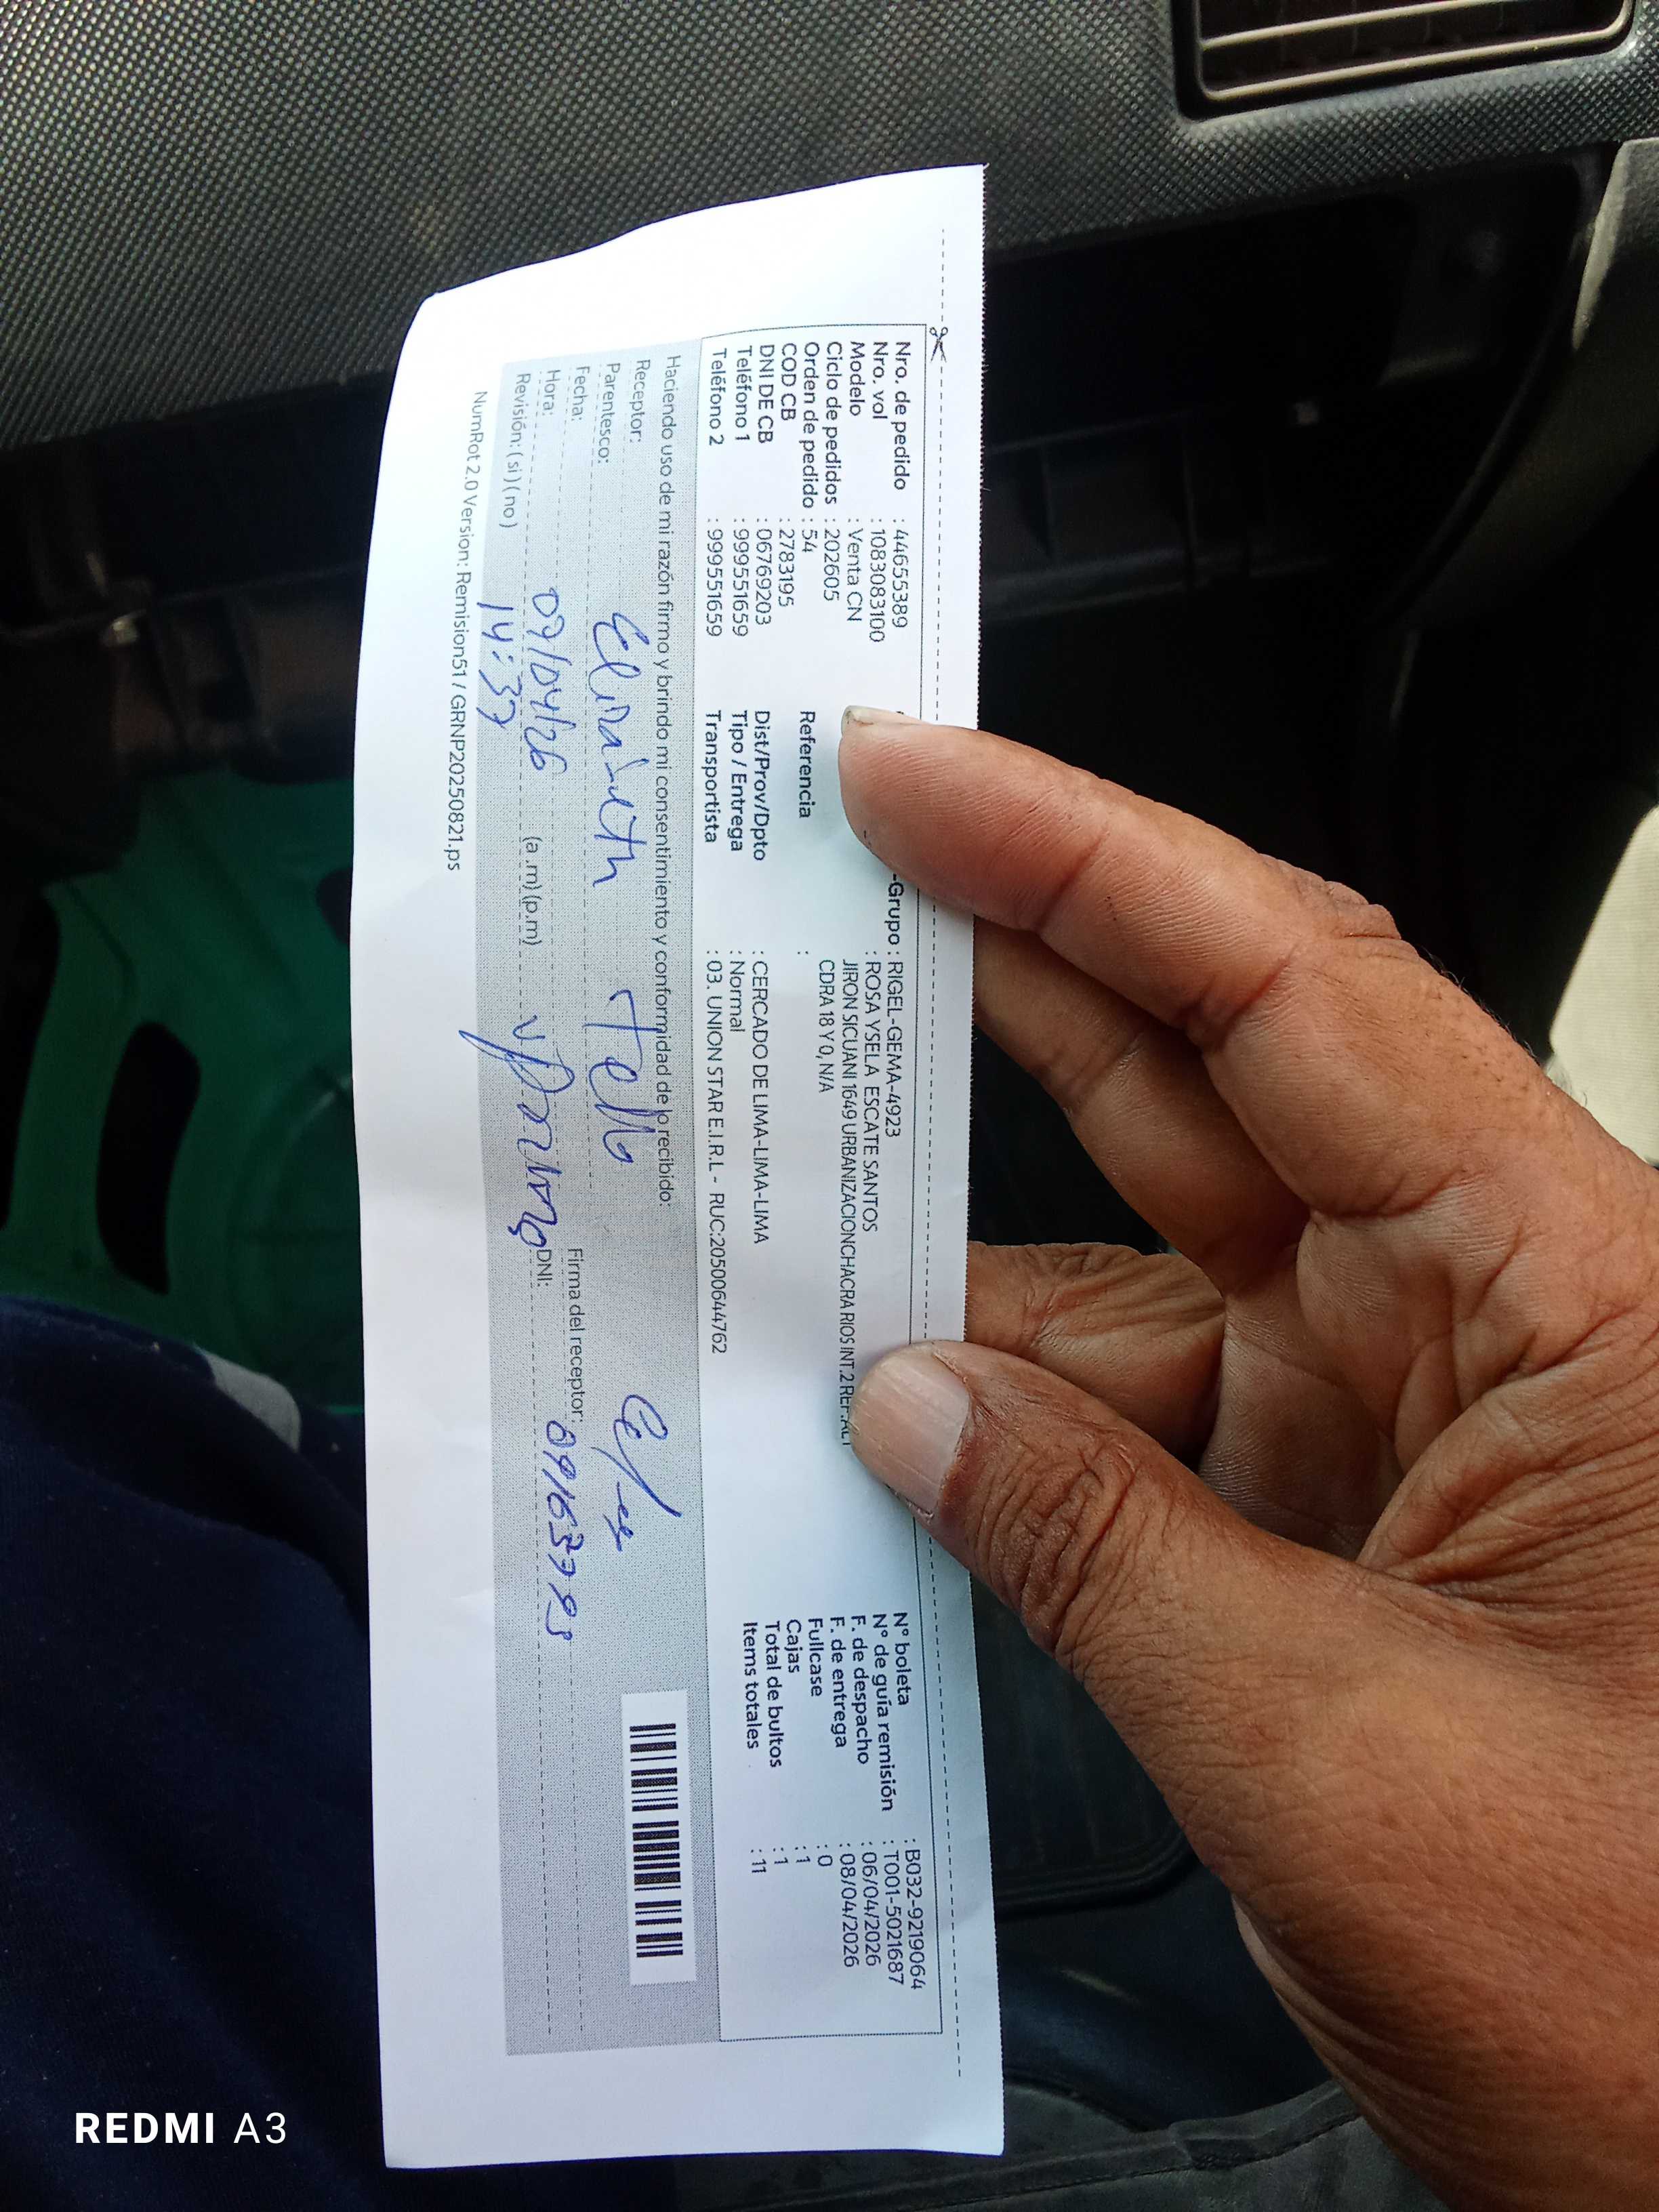 Nro. de pedido : 44655389
Nro. vol : 1083083100
Modelo : Venta CN
Ciclo de pedidos : 202605
Orden de pedido : 54
COD CB : 2783195
DNI DE CB : 06769203
Teléfono 1 : 999551659
Teléfono 2 : 999551659
-Grupo : RIGEL-GEMA-4923
: ROSA YSELA ESCATE SANTOS
JIRON SICUANI 1649 URBANIZACIONCHACRA RIOS INT.2 REF.ALT
CDRA 18 Y 0, N/A
Referencia :
Dist/Prov/Dpto : CERCADO DE LIMA-LIMA-LIMA
Tipo / Entrega : Normal
Transportista : 03. UNION STAR E.I.R.L - RUC:20500644762
N° boleta : B032-9219064
N° de guía remisión : T001-5021687
F. de despacho : 06/04/2026
F. de entrega : 08/04/2026
Fullcase : 0
Cajas : 1
Total de bultos : 1
Items totales : 11
Haciendo uso de mi razón firmo y brindo mi consentimiento y conformidad de lo recibido:
Receptor: Elizabeth Tello
Parentesco:
Fecha: 09/04/26
Hora: 14:37 (a.m)(p.m)
Revisión: (si) (no)
Firma del receptor:
DNI:
NumRot 2.0 Version: Remision51 / GRNP20250821.ps
REDMI A3